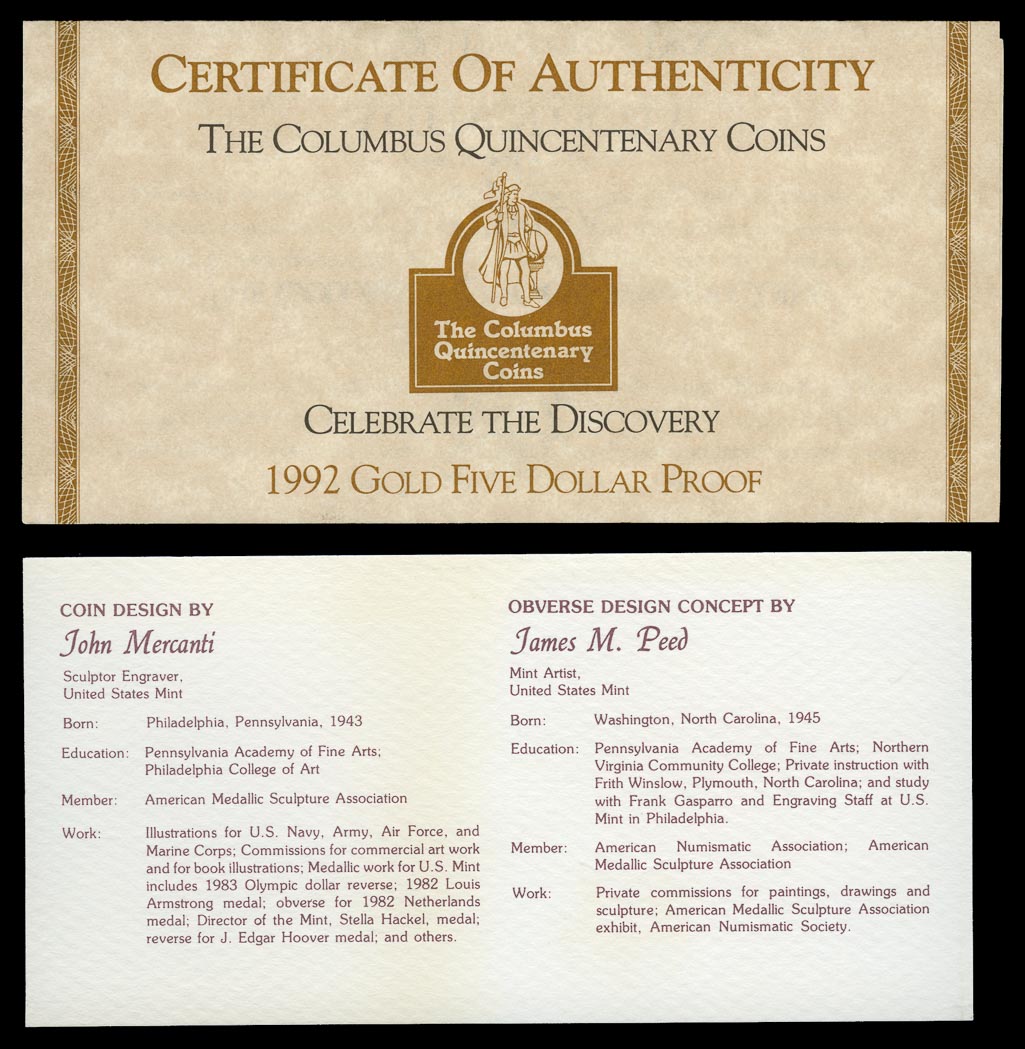 CERTIFICATE OF AUTHENTICITY
THE COLUMBUS QUINCENTENARY COINS
The Columbus
Quincentenary
Coins
CELEBRATE THE DISCOVERY
1992 GOLD FIVE DOLLAR PROOF
COIN DESIGN BY
John Mercanti
Sculptor Engraver,
United States Mint
Born: Philadelphia, Pennsylvania, 1943
Education: Pennsylvania Academy of Fine Arts;
Philadelphia College of Art
Member: American Medallic Sculpture Association
Work: Illustrations for U.S. Navy, Army, Air Force, and
Marine Corps; Commissions for commercial art work
and for book illustrations; Medallic work for U.S. Mint
includes 1983 Olympic dollar reverse; 1982 Louis
Armstrong medal; obverse for 1982 Netherlands
medal; Director of the Mint, Stella Hackel, medal;
reverse for J. Edgar Hoover medal; and others.
OBVERSE DESIGN CONCEPT BY
James M. Peed
Mint Artist,
United States Mint
Born: Washington, North Carolina, 1945
Education: Pennsylvania Academy of Fine Arts; Northern
Virginia Community College; Private instruction with
Frith Winslow, Plymouth, North Carolina; and study
with Frank Gasparro and Engraving Staff at U.S.
Mint in Philadelphia.
Member: American Numismatic Association; American
Medallic Sculpture Association
Work: Private commissions for paintings, drawings and
sculpture; American Medallic Sculpture Association
exhibit, American Numismatic Society.